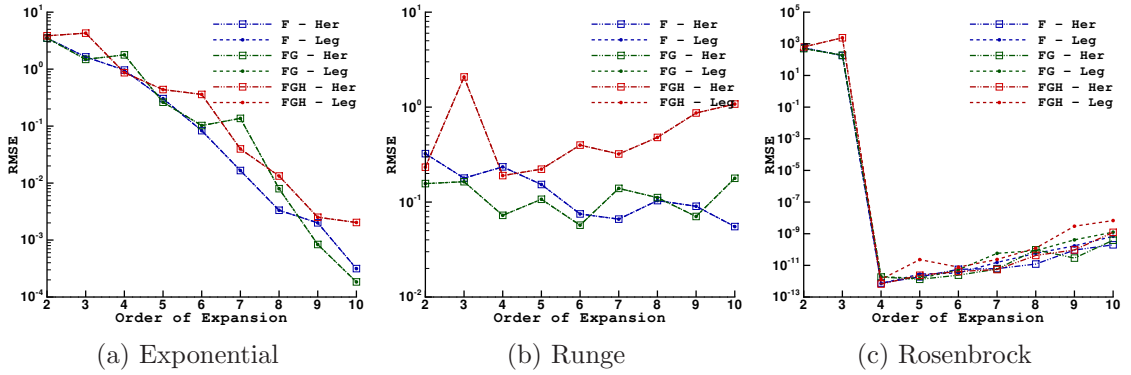 10^1
10^0
10^-1
10^-2
10^-3
10^-4
RMSE
2 3 4 5 6 7 8 9 10
Order of Expansion
F - Her
F - Leg
FG - Her
FG - Leg
FGH - Her
FGH - Leg
(a) Exponential
10^1
10^0
10^-1
10^-2
RMSE
2 3 4 5 6 7 8 9 10
Order of Expansion
F - Her
F - Leg
FG - Her
FG - Leg
FGH - Her
FGH - Leg
(b) Runge
10^5
10^3
10^1
10^-1
10^-3
10^-5
10^-7
10^-9
10^-11
10^-13
RMSE
2 3 4 5 6 7 8 9 10
Order of Expansion
F - Her
F - Leg
FG - Her
FG - Leg
FGH - Her
FGH - Leg
(c) Rosenbrock